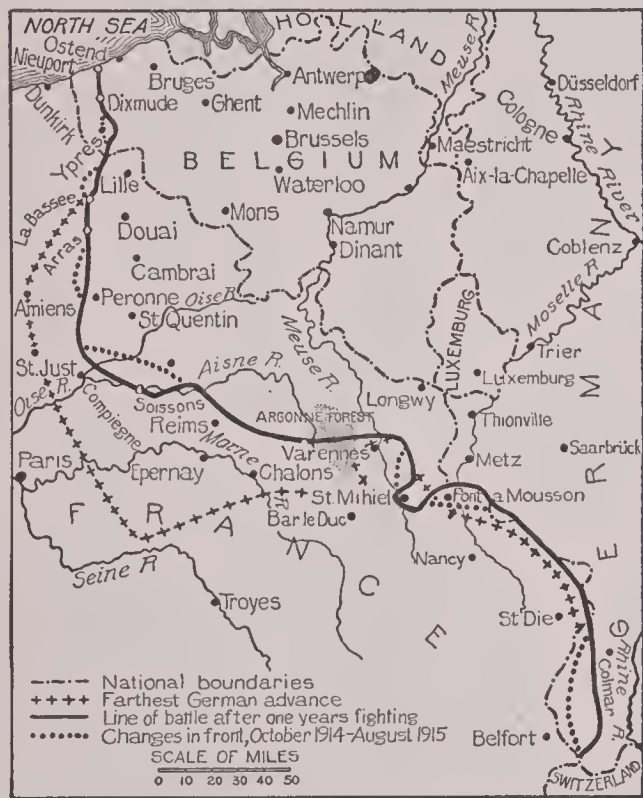 NORTH SEA
HOLLAND
Ostend
Nieuport
Bruges
Antwerp
Meuse R.
Düsseldorf
Dunkirk
Dixmude
Ghent
Mechlin
Cologne
Rhine River
Ypres
Brussels
Maestricht
BELGIUM
Lille
Waterloo
Aix-la-Chapelle
La Bassee
Mons
Namur
Douai
Dinant
Coblenz
Arras
Cambrai
Moselle R.
Amiens
Peronne
Oise R.
St Quentin
Meuse R.
LUXEMBURG
Trier
St. Just
Aisne R.
Luxemburg
Oise R.
Compiegne
Soissons
Longwy
ARGONNE FOREST
Thionville
Reims
Marne R.
Varennes
Saarbrück
Paris
Epernay
Metz
Chalons
St. Mihiel
Pont a Mousson
FRANCE
Bar le Duc
Nancy
GERMANY
Seine R
Troyes
St Die
Rhine R.
Colmar
National boundaries
Farthest German advance
Line of battle after one years fighting
Changes in front, October 1914-August 1915
Belfort
SCALE OF MILES
0 10 20 30 40 50
SWITZERLAND